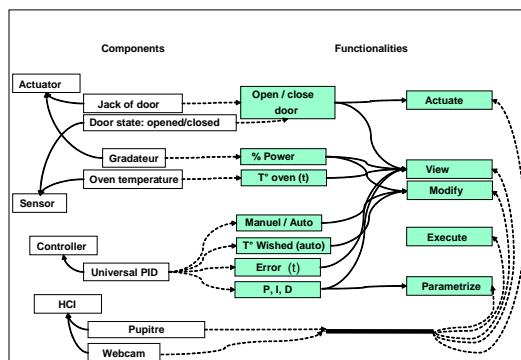 Components
Functionalities
Actuator
Jack of door
Open / close
door
Actuate
Door state: opened/closed
Gradateur
% Power
View
Oven temperature
T° oven (t)
Modify
Sensor
Manuel / Auto
Controller
T° Wished (auto)
Execute
Universal PID
Error (t)
P, I, D
Parametrize
HCI
Pupitre
Webcam